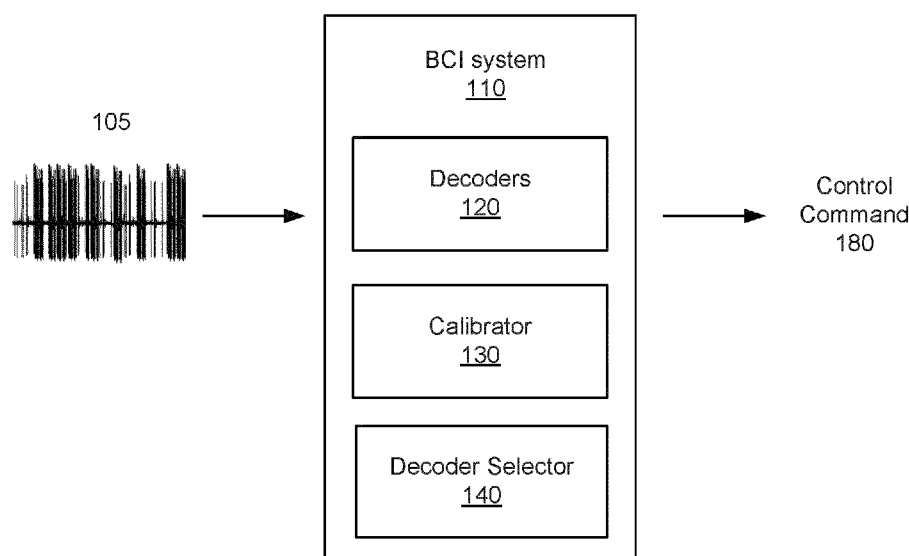 105
BCI system
110
Decoders
120
Calibrator
130
Decoder Selector
140
Control
Command
180